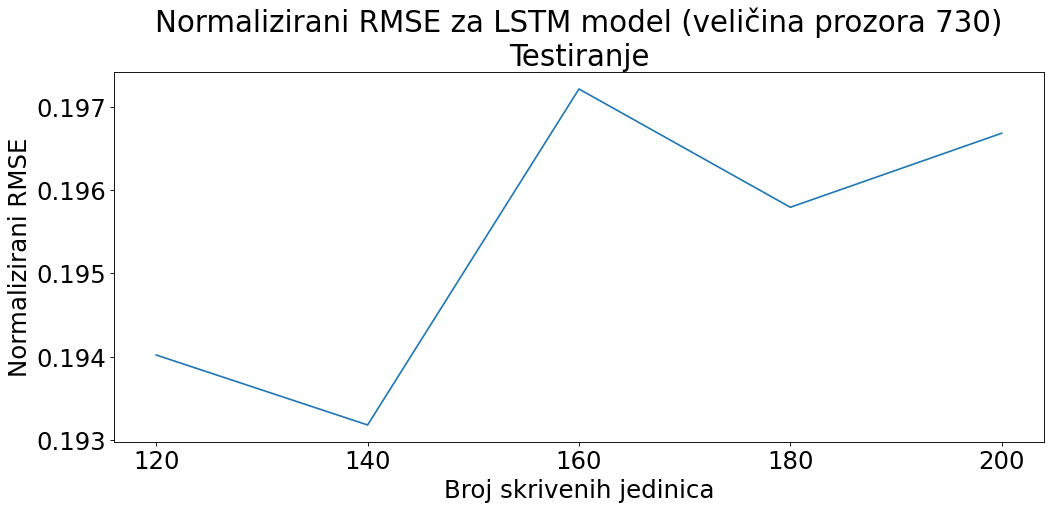 Normalizirani RMSE za LSTM model (veličina prozora 730)
Testiranje
Normalizirani RMSE
0.197
0.196
0.195
0.194
0.193
120 140 160 180 200
Broj skrivenih jedinica